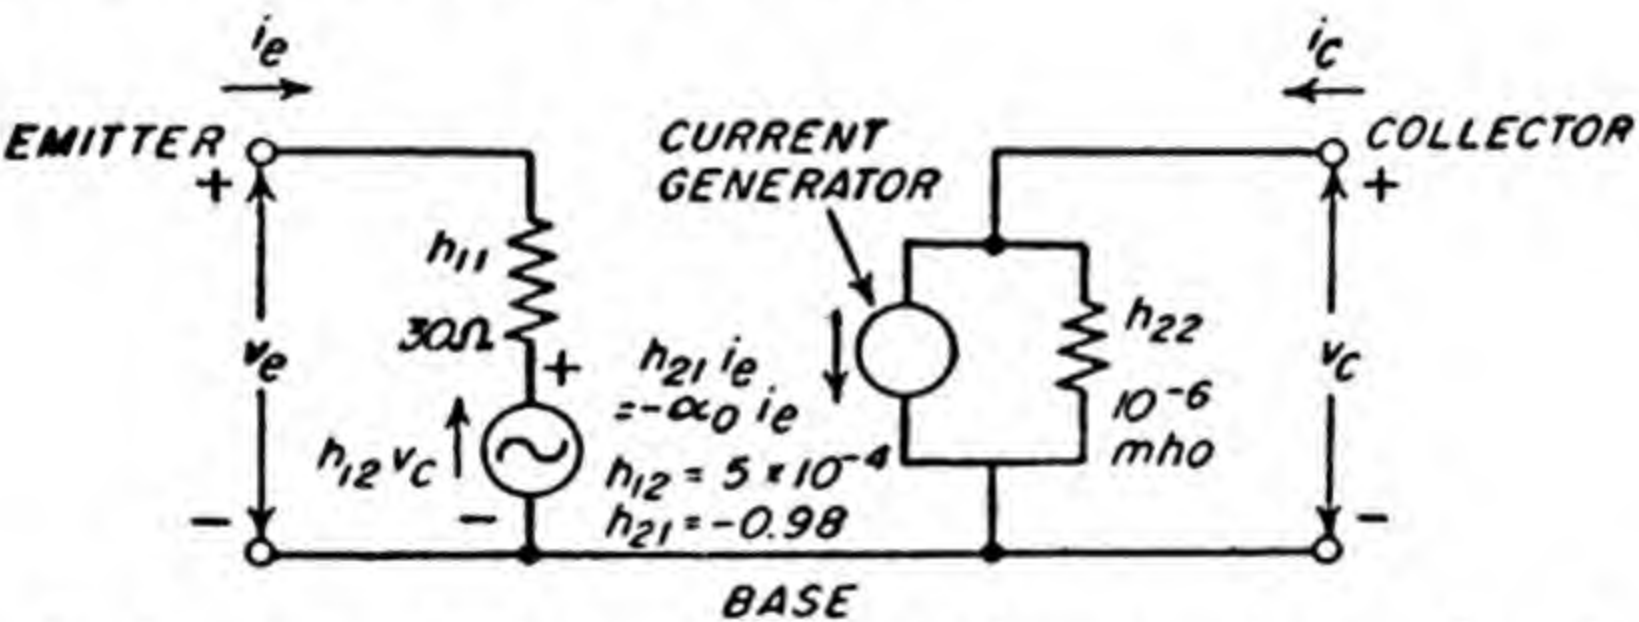 ie
ic
EMITTER
CURRENT
GENERATOR
COLLECTOR
+
+
h11
30Ω
ve
+
h12 vc
−
h21 ie
=-α0 ie
h12 = 5 × 10-4
h21 = -0.98
h22
10-6
mho
vc
−
−
BASE